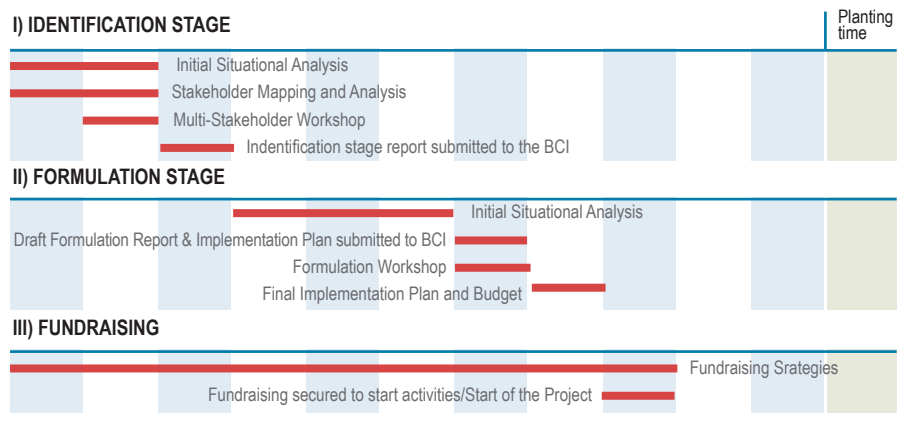 I) IDENTIFICATION STAGE
Planting
time
Initial Situational Analysis
Stakeholder Mapping and Analysis
Multi-Stakeholder Workshop
Indentification stage report submitted to the BCI
II) FORMULATION STAGE
Initial Situational Analysis
Draft Formulation Report & Implementation Plan submitted to BCI
Formulation Workshop
Final Implementation Plan and Budget
III) FUNDRAISING
Fundraising Srategies
Fundraising secured to start activities/Start of the Project